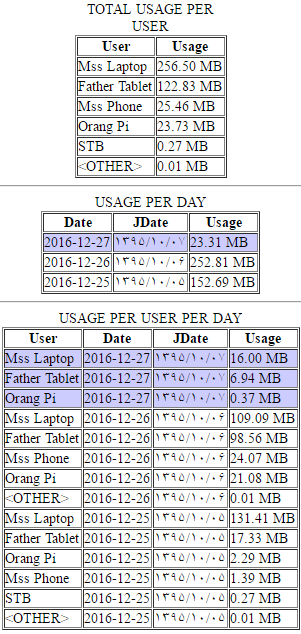 TOTAL USAGE PER
USER
User Usage
Mss Laptop 256.50 MB
Father Tablet 122.83 MB
Mss Phone 25.46 MB
Orang Pi 23.73 MB
STB 0.27 MB
<OTHER> 0.01 MB
USAGE PER DAY
Date JDate Usage
2016-12-27 ۱۳۹۵/۱۰/۰۷ 23.31 MB
2016-12-26 ۱۳۹۵/۱۰/۰۶ 252.81 MB
2016-12-25 ۱۳۹۵/۱۰/۰۵ 152.69 MB
USAGE PER USER PER DAY
User Date JDate Usage
Mss Laptop 2016-12-27 ۱۳۹۵/۱۰/۰۷ 16.00 MB
Father Tablet 2016-12-27 ۱۳۹۵/۱۰/۰۷ 6.94 MB
Orang Pi 2016-12-27 ۱۳۹۵/۱۰/۰۷ 0.37 MB
Mss Laptop 2016-12-26 ۱۳۹۵/۱۰/۰۶ 109.09 MB
Father Tablet 2016-12-26 ۱۳۹۵/۱۰/۰۶ 98.56 MB
Mss Phone 2016-12-26 ۱۳۹۵/۱۰/۰۶ 24.07 MB
Orang Pi 2016-12-26 ۱۳۹۵/۱۰/۰۶ 21.08 MB
<OTHER> 2016-12-26 ۱۳۹۵/۱۰/۰۶ 0.01 MB
Mss Laptop 2016-12-25 ۱۳۹۵/۱۰/۰۵ 131.41 MB
Father Tablet 2016-12-25 ۱۳۹۵/۱۰/۰۵ 17.33 MB
Orang Pi 2016-12-25 ۱۳۹۵/۱۰/۰۵ 2.29 MB
Mss Phone 2016-12-25 ۱۳۹۵/۱۰/۰۵ 1.39 MB
STB 2016-12-25 ۱۳۹۵/۱۰/۰۵ 0.27 MB
<OTHER> 2016-12-25 ۱۳۹۵/۱۰/۰۵ 0.01 MB